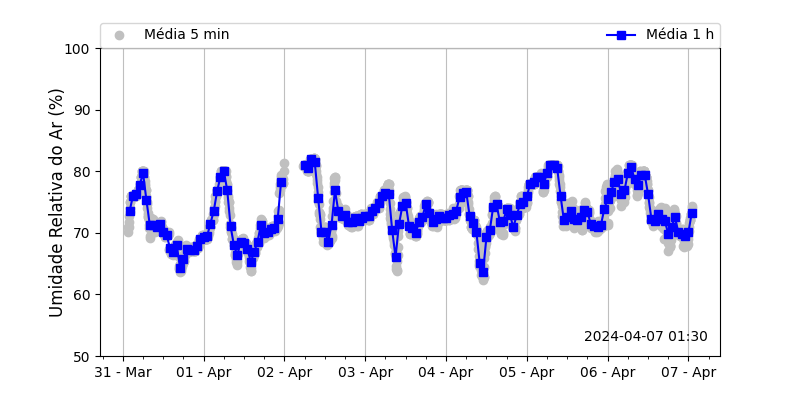 Média 5 min
Média 1 h
Umidade Relativa do Ar (%)
100
90
80
70
60
50
2024-04-07 01:30
31 - Mar
01 - Apr
02 - Apr
03 - Apr
04 - Apr
05 - Apr
06 - Apr
07 - Apr